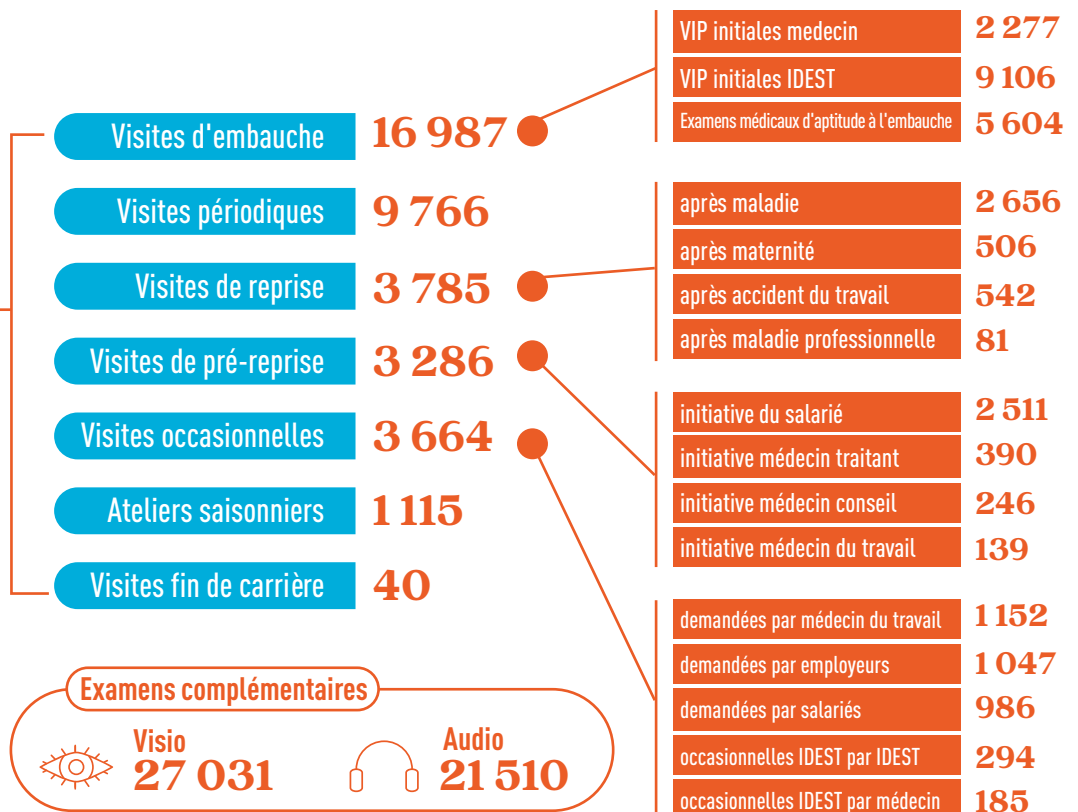 Visites d'embauche 16 987
VIP initiales medecin 2 277
VIP initiales IDEST 9 106
Examens médicaux d'aptitude à l'embauche 5 604
Visites périodiques 9 766
Visites de reprise 3 785
après maladie 2 656
après maternité 506
après accident du travail 542
après maladie professionnelle 81
Visites de pré-reprise 3 286
initiative du salarié 2 511
initiative médecin traitant 390
initiative médecin conseil 246
initiative médecin du travail 139
Visites occasionnelles 3 664
demandées par médecin du travail 1 152
demandées par employeurs 1 047
demandées par salariés 986
occasionnelles IDEST par IDEST 294
occasionnelles IDEST par médecin 185
Ateliers saisonniers 1 115
Visites fin de carrière 40
Examens complémentaires
Visio
27 031
Audio
21 510